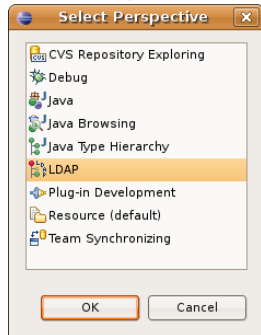 Select Perspective
CVS Repository Exploring
Debug
Java
Java Browsing
Java Type Hierarchy
LDAP
Plug-in Development
Resource (default)
Team Synchronizing
OK
Cancel